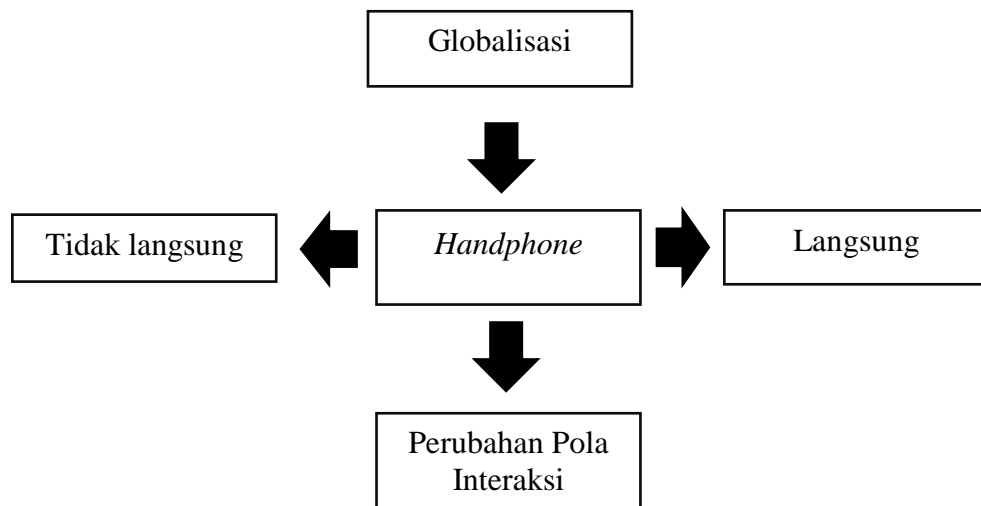 Globalisasi
Tidak langsung
Handphone
Langsung
Perubahan Pola
Interaksi